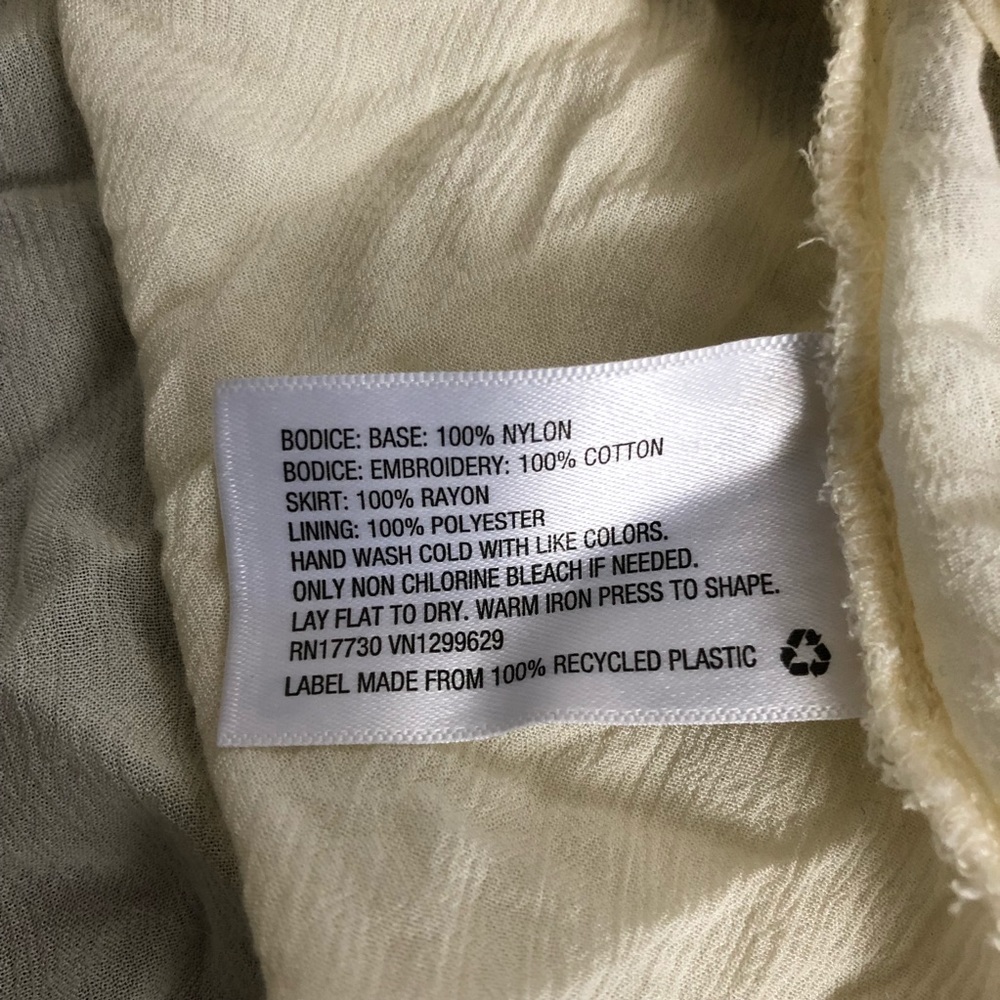 BODICE: BASE: 100% NYLON
BODICE: EMBROIDERY: 100% COTTON
SKIRT: 100% RAYON
LINING: 100% POLYESTER
HAND WASH COLD WITH LIKE COLORS.
ONLY NON CHLORINE BLEACH IF NEEDED.
LAY FLAT TO DRY. WARM IRON PRESS TO SHAPE.
RN17730 VN1299629
LABEL MADE FROM 100% RECYCLED PLASTIC